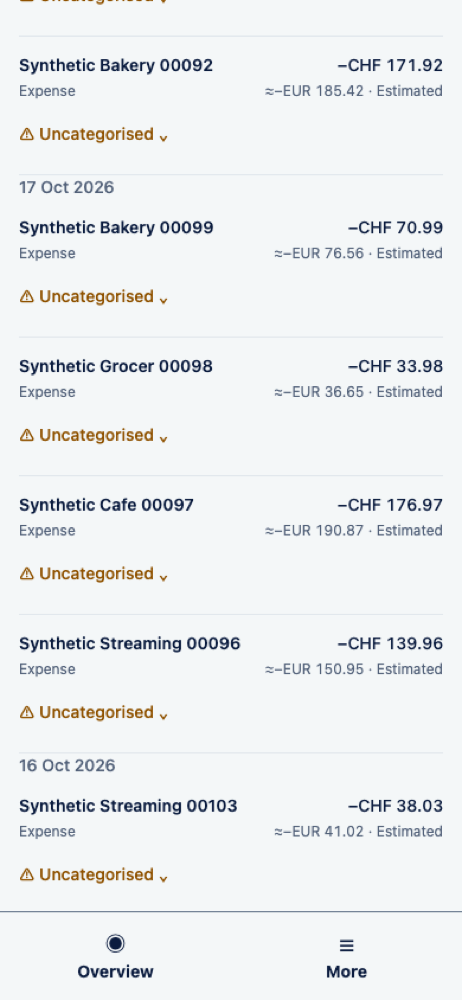 Uncategorised
Synthetic Bakery 00092 −CHF 171.92
Expense ≈−EUR 185.42 · Estimated
Uncategorised
17 Oct 2026
Synthetic Bakery 00099 −CHF 70.99
Expense ≈−EUR 76.56 · Estimated
Uncategorised
Synthetic Grocer 00098 −CHF 33.98
Expense ≈−EUR 36.65 · Estimated
Uncategorised
Synthetic Cafe 00097 −CHF 176.97
Expense ≈−EUR 190.87 · Estimated
Uncategorised
Synthetic Streaming 00096 −CHF 139.96
Expense ≈−EUR 150.95 · Estimated
Uncategorised
16 Oct 2026
Synthetic Streaming 00103 −CHF 38.03
Expense ≈−EUR 41.02 · Estimated
Uncategorised
Overview More